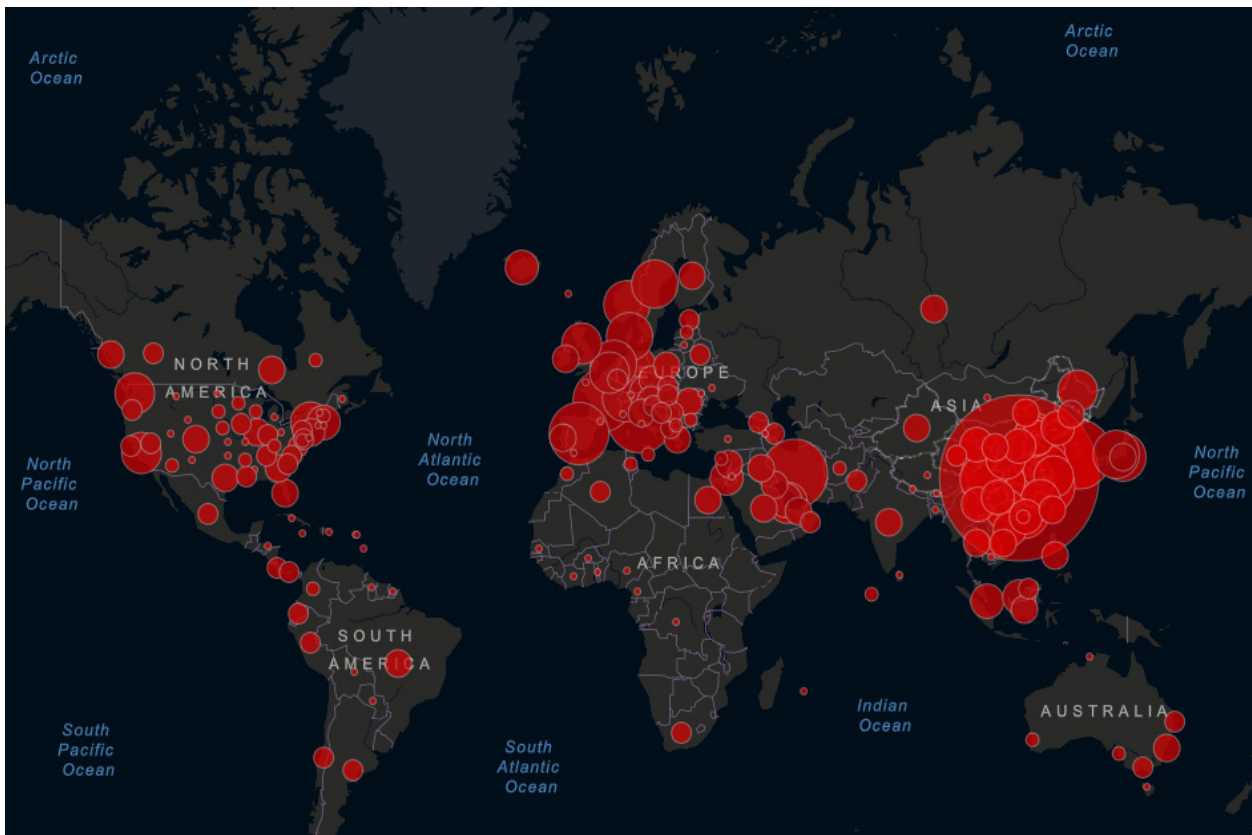 Arctic
Ocean
Arctic
Ocean
NORTH
AMERICA
EUROPE
ASIA
North
Pacific
Ocean
North
Atlantic
Ocean
North
Pacific
Ocean
AFRICA
SOUTH
AMERICA
Indian
Ocean
AUSTRALIA
South
Pacific
Ocean
South
Atlantic
Ocean